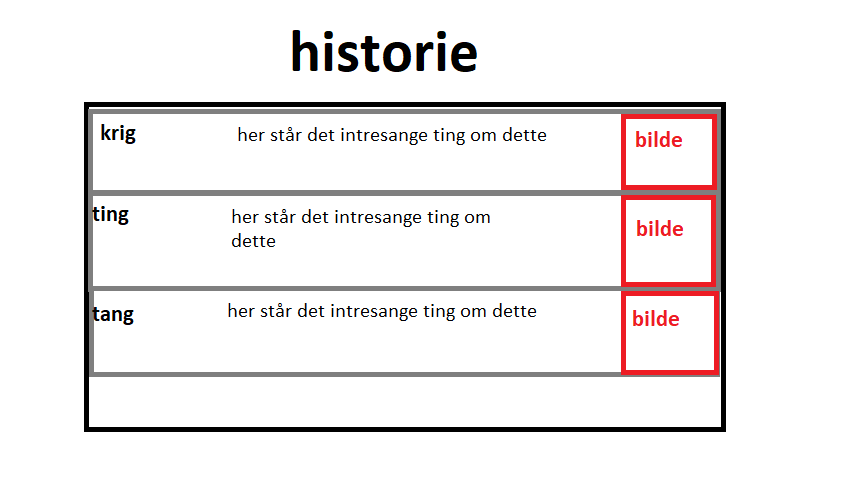 historie
krig
her står det intresange ting om dette
bilde
ting
her står det intresange ting om
dette
bilde
tang
her står det intresange ting om dette
bilde